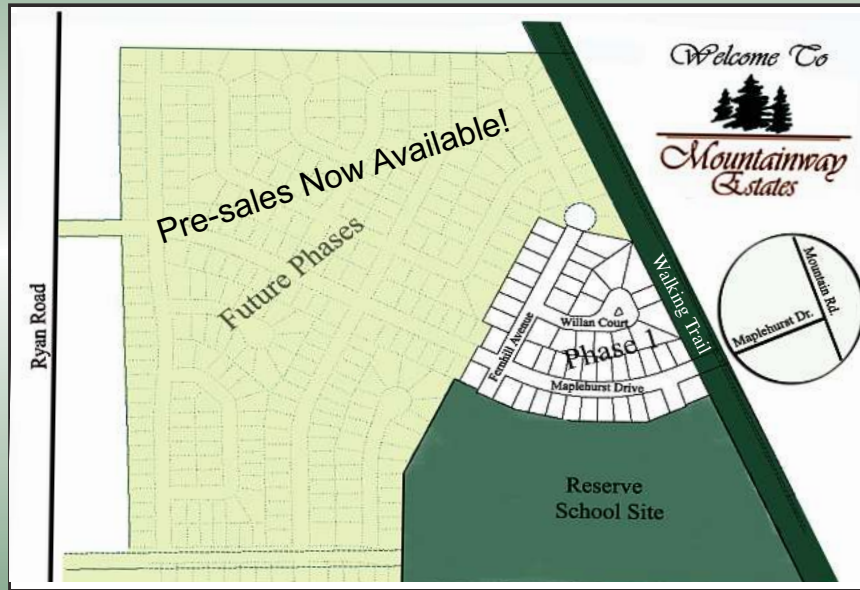 Welcome To
Mountainway
Estates
Pre-sales Now Available!
Future Phases
Ryan Road
Walking Trail
Mountain Rd.
Maplehurst Dr.
Willan Court
Fernhill Avenue
Phase 1
Maplehurst Drive
Reserve
School Site